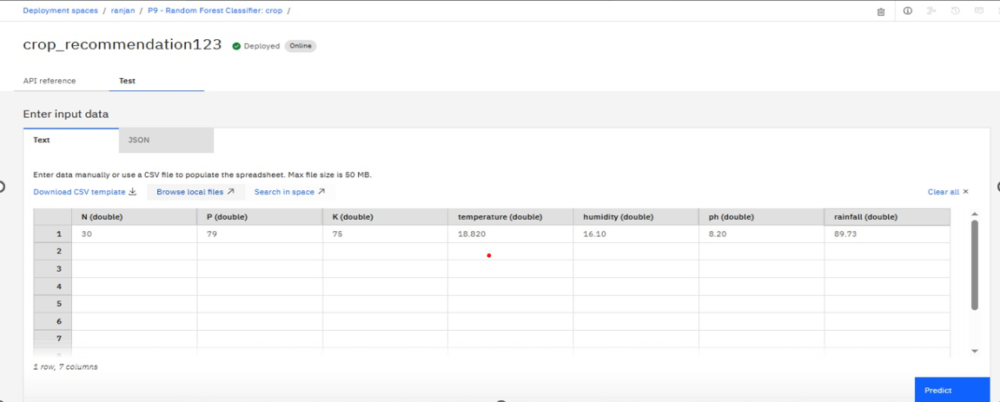 Deployment spaces / ranjan / P9 - Random Forest Classifier: crop /
crop_recommendation123 Deployed Online
API reference Test
Enter input data
Text JSON
Enter data manually or use a CSV file to populate the spreadsheet. Max file size is 50 MB.
Download CSV template Browse local files Search in space Clear all ×
N (double) P (double) K (double) temperature (double) humidity (double) ph (double) rainfall (double)
1 30 79 75 18.820 16.10 8.20 89.73
2
3
4
5
6
7
1 row, 7 columns
Predict